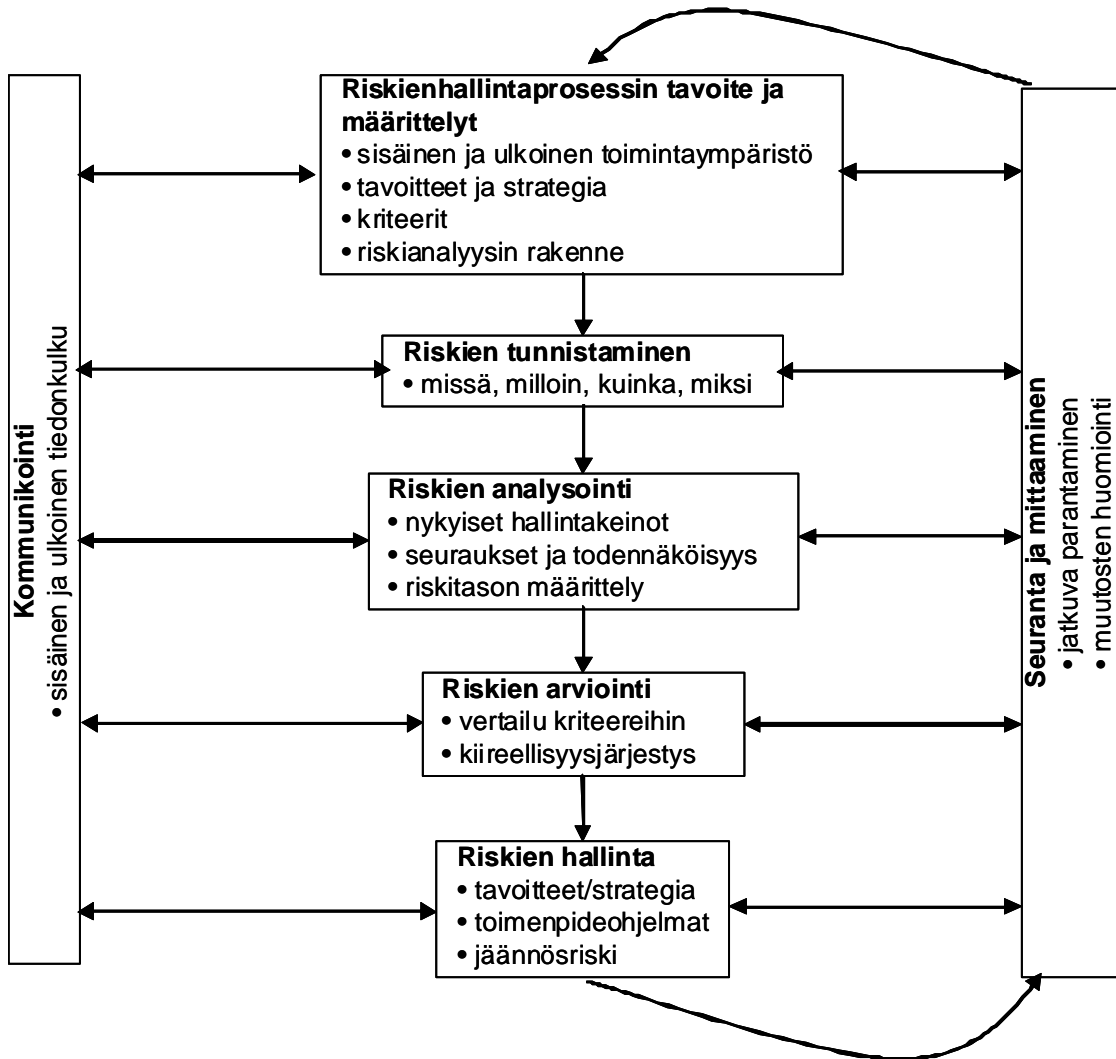 Riskienhallintaprosessin tavoite ja
määrittelyt
• sisäinen ja ulkoinen toimintaympäristö
• tavoitteet ja strategia
• kriteerit
• riskianalyysin rakenne
Riskien tunnistaminen
• missä, milloin, kuinka, miksi
Riskien analysointi
• nykyiset hallintakeinot
• seuraukset ja todennäköisyys
• riskitason määrittely
Riskien arviointi
• vertailu kriteereihin
• kiireellisyysjärjestys
Riskien hallinta
• tavoitteet/strategia
• toimenpideohjelmat
• jäännösriski
Kommunikointi
• sisäinen ja ulkoinen tiedonkulku
Seuranta ja mittaaminen
• jatkuva parantaminen
• muutosten huomiointi